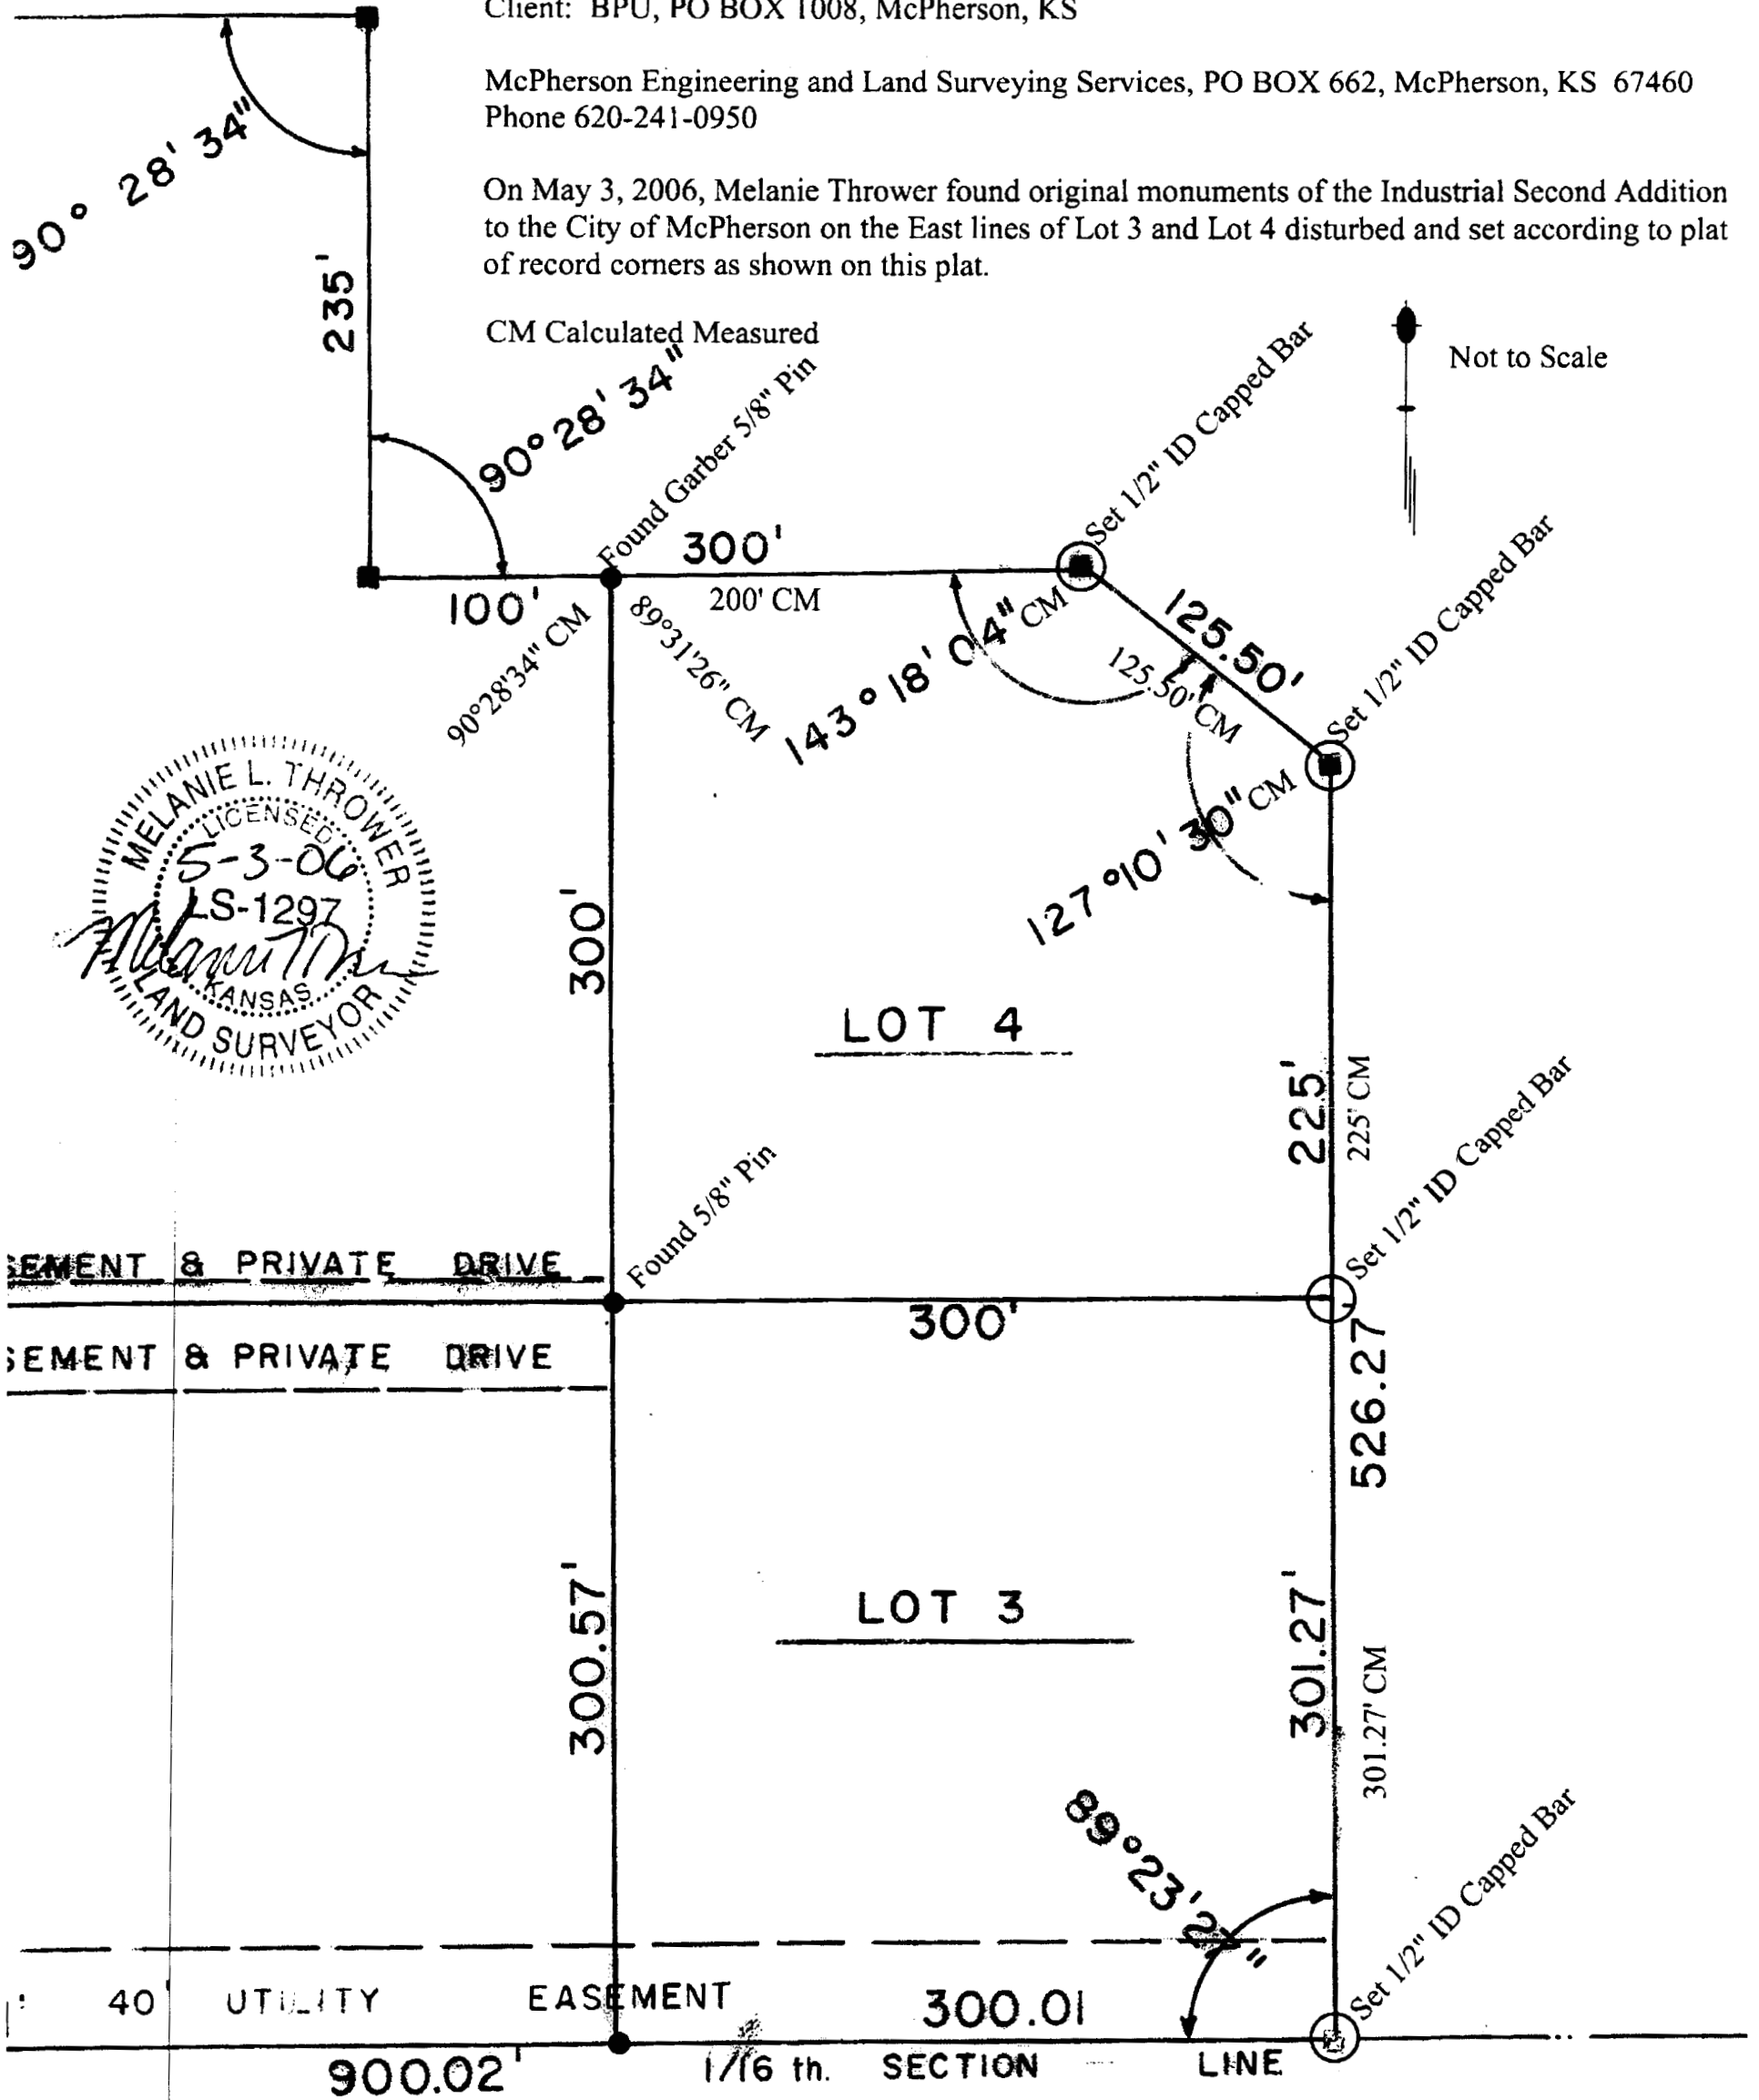 Client: BPU, PO BOX 1008, McPherson, KS
McPherson Engineering and Land Surveying Services, PO BOX 662, McPherson, KS 67460
Phone 620-241-0950
On May 3, 2006, Melanie Thrower found original monuments of the Industrial Second Addition
to the City of McPherson on the East lines of Lot 3 and Lot 4 disturbed and set according to plat
of record corners as shown on this plat.
CM Calculated Measured
Not to Scale
90° 28' 34"
235'
90° 28' 34"
Found Garber 5/8" Pin
Set 1/2" ID Capped Bar
300'
200' CM
100'
90°28'34" CM
89°31'26" CM
143° 18' 04" CM
125.50'
125.50' CM
Set 1/2" ID Capped Bar
127°10' 30" CM
MELANIE L. THROWER
LICENSED
5-3-06
LS-1297
KANSAS
LAND SURVEYOR
300'
LOT 4
225'
225' CM
Found 5/8" Pin
Set 1/2" ID Capped Bar
SEMENT & PRIVATE DRIVE
300'
SEMENT & PRIVATE DRIVE
526.27
300.57'
LOT 3
301.27'
301.27' CM
89°23'
Set 1/2" ID Capped Bar
40' UTILITY EASEMENT
300.01
900.02'
1/16 th. SECTION LINE